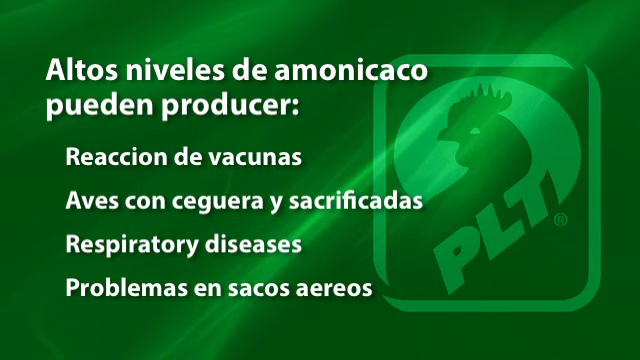 Altos niveles de amonicaco
pueden producer:
Reaccion de vacunas
Aves con ceguera y sacrificadas
Respiratory diseases
Problemas en sacos aereos
PLT®